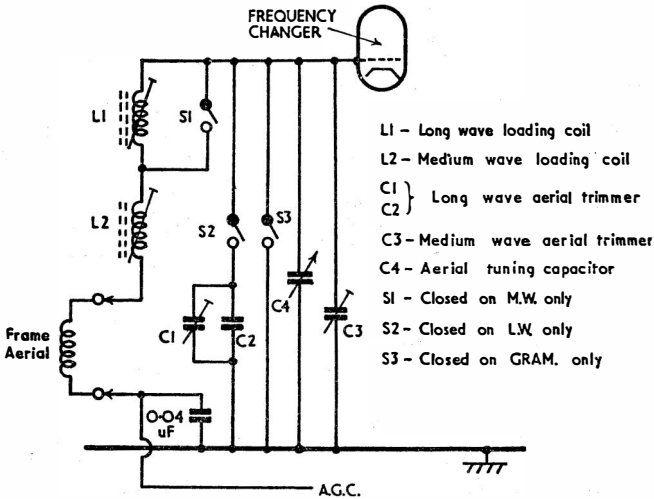 FREQUENCY
CHANGER
L1
S1
L2
S2
S3
C1
C2
C4
C3
Frame
Aerial
0·04
uF
A.G.C.
L1 – Long wave loading coil
L2 – Medium wave loading coil
C1
C2 } Long wave aerial trimmer
C3 – Medium wave aerial trimmer
C4 – Aerial tuning capacitor
S1 – Closed on M.W. only
S2 – Closed on L.W. only
S3 – Closed on GRAM. only